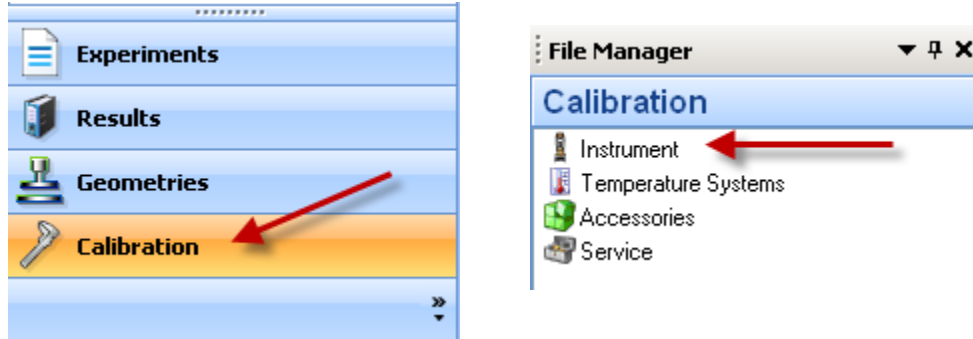 Experiments
Results
Geometries
Calibration
File Manager
Calibration
Instrument
Temperature Systems
Accessories
Service